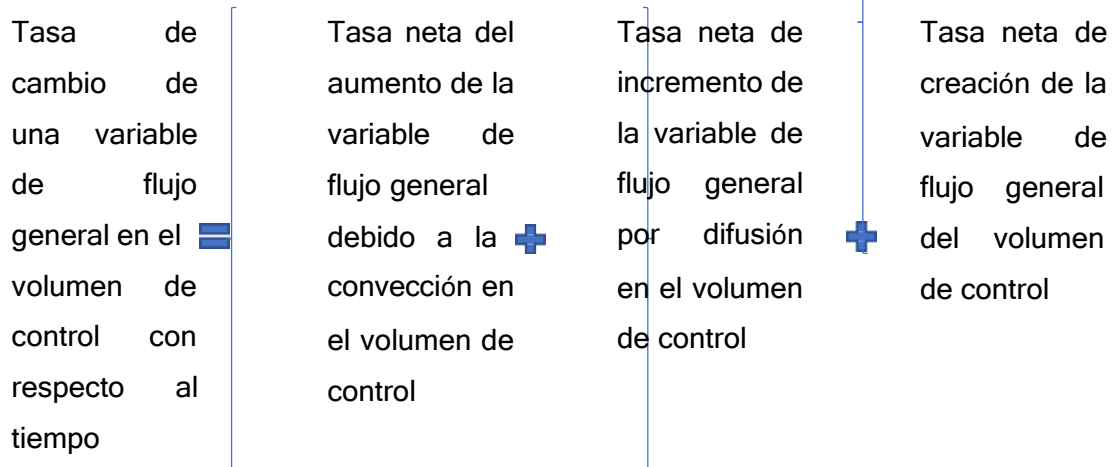 Tasa de
cambio de
una variable
de flujo
general en el
volumen de
control con
respecto al
tiempo
Tasa neta del
aumento de la
variable de
flujo general
debido a la
convección en
el volumen de
control
Tasa neta de
incremento de
la variable de
flujo general
por difusión
en el volumen
de control
Tasa neta de
creación de la
variable de
flujo general
del volumen
de control